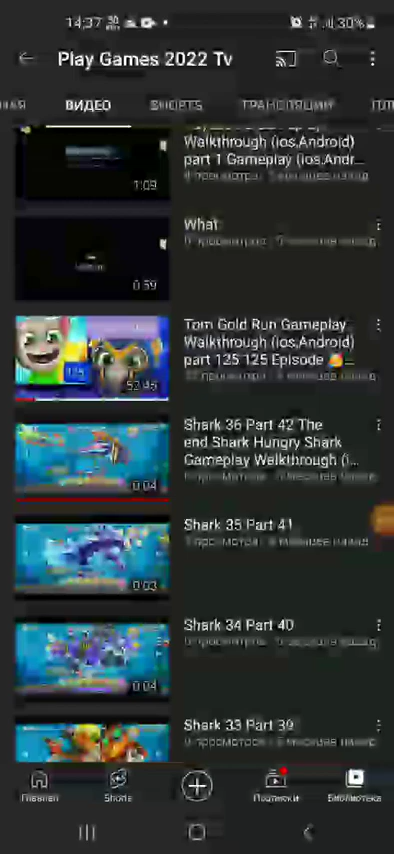 14:37
30%
Play Games 2022 Tv
ВИДЕО
SHORTS
ТРАНСЛЯЦИИ
Walkthrough (ios,Android)
part 1 Gameplay (ios,Andr...
1:09
What
0:59
Tom Gold Run Gameplay
Walkthrough (ios,Android)
part 125 125 Episode
125
52:45
Shark 36 Part 42 The
end Shark Hungry Shark
Gameplay Walkthrough (i...
0:04
Shark 35 Part 41
0:03
Shark 34 Part 40
0:04
Shark 33 Part 39
Главная
Shorts
Подписки
Библиотека